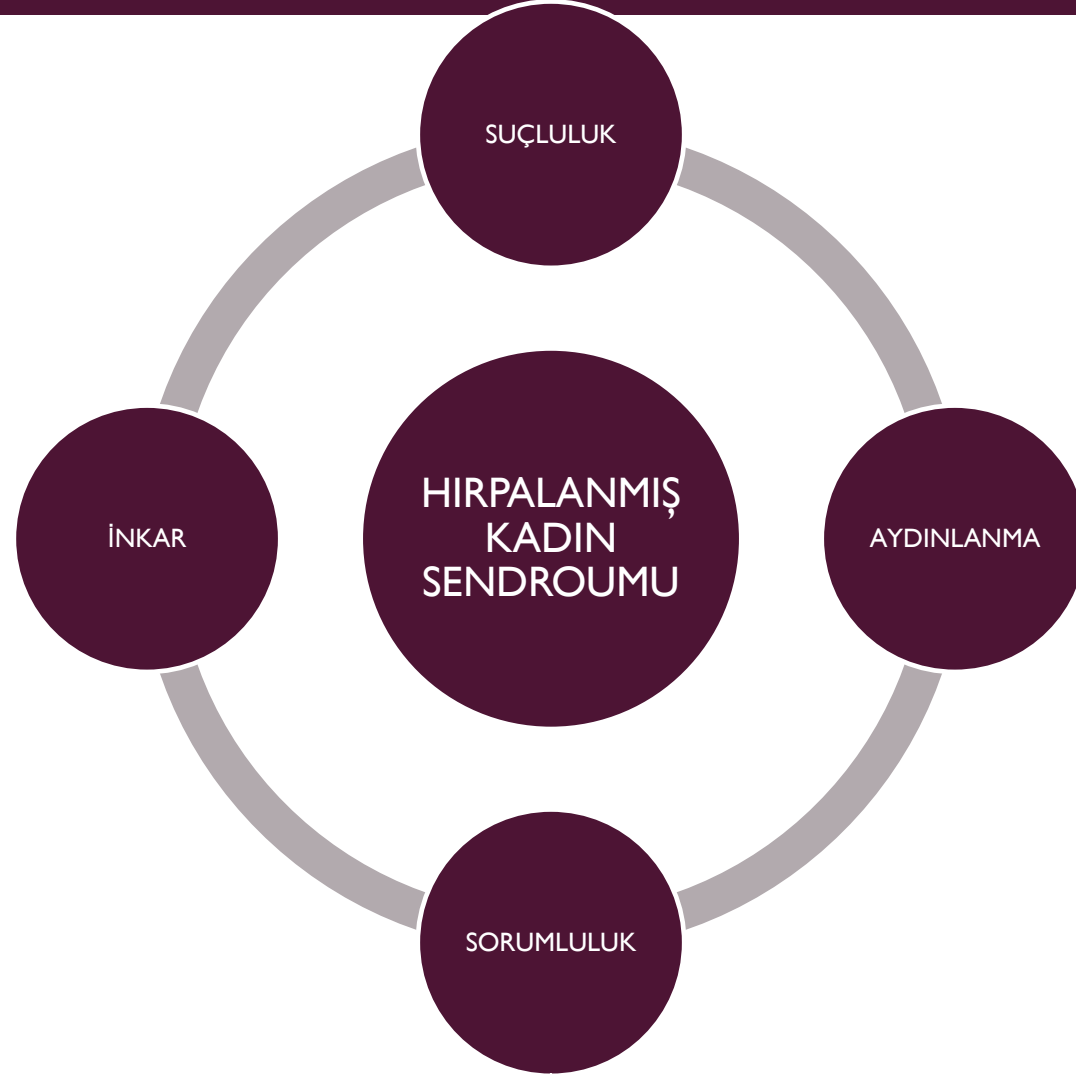 SUÇLULUK
HIRPALANMIŞ
KADIN
SENDROUMU
İNKAR
AYDINLANMA
SORUMLULUK